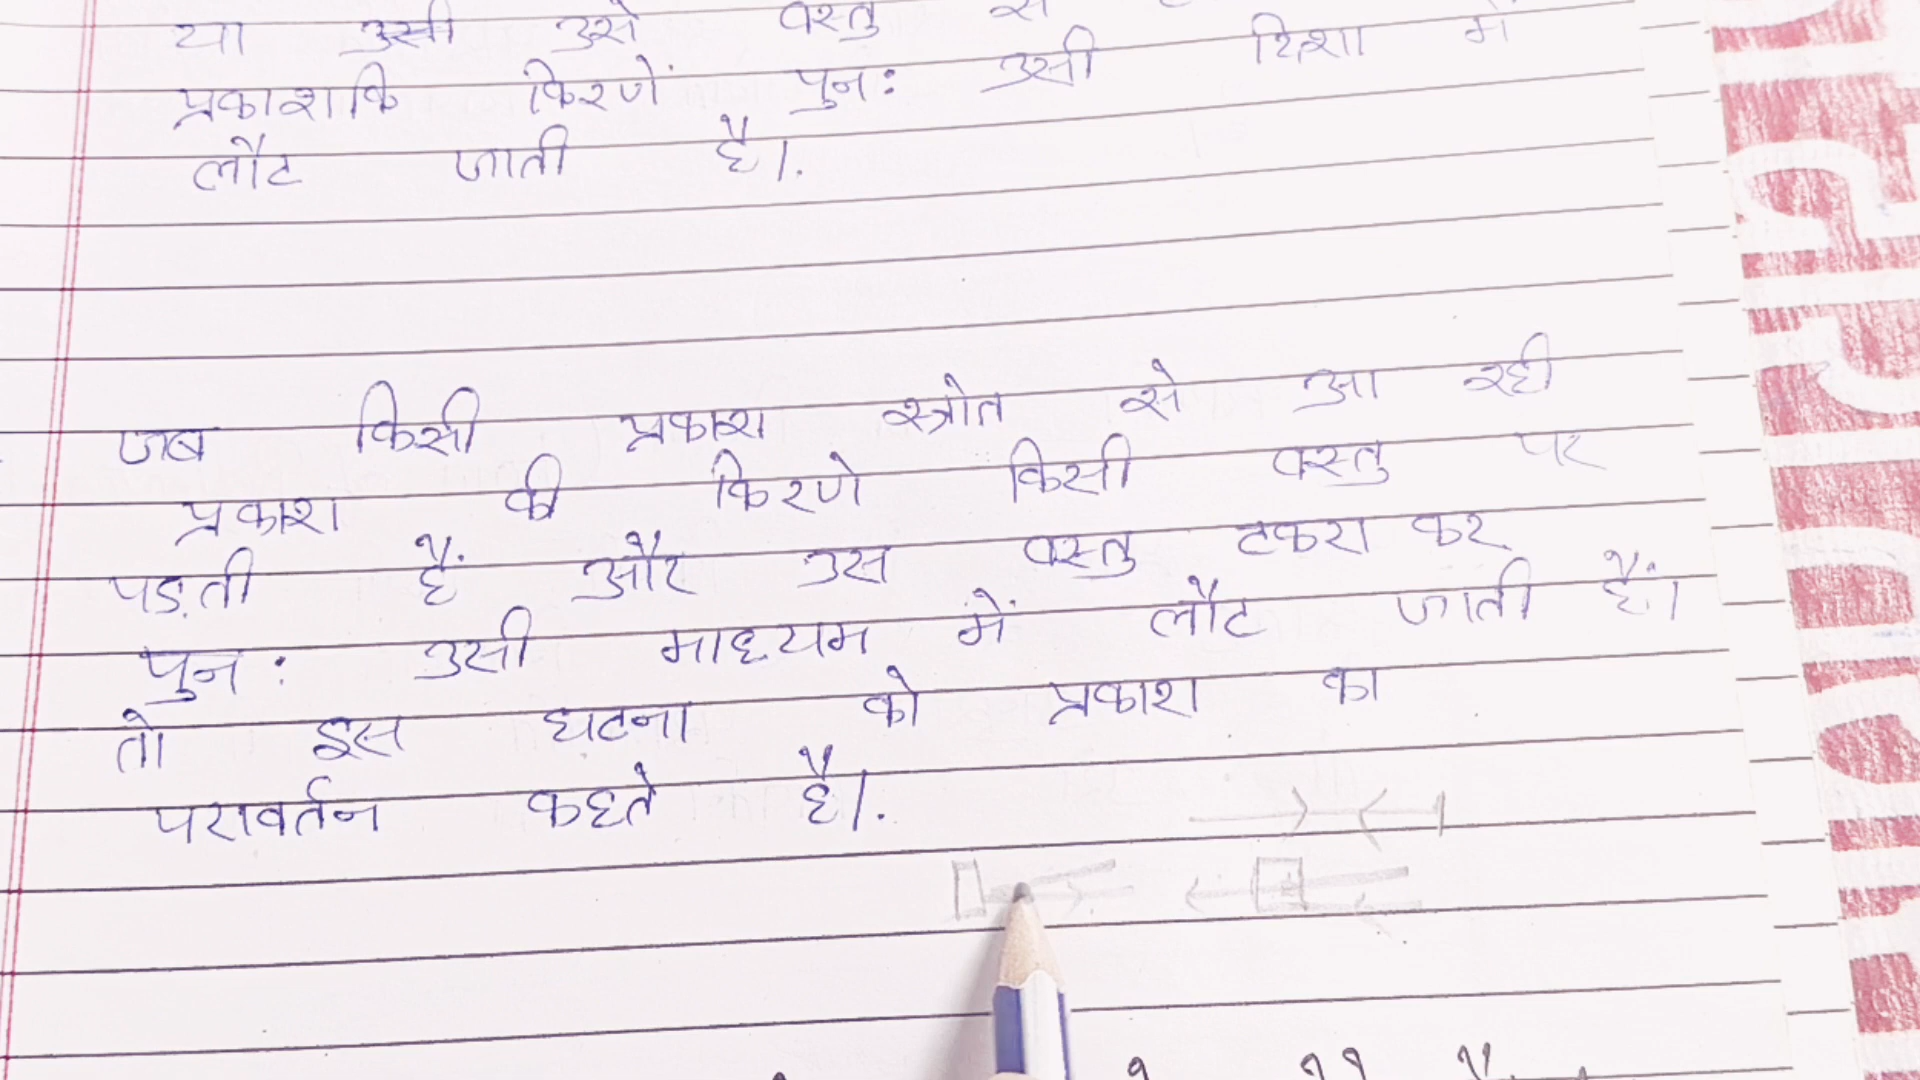 या उसी उसे वस्तु से
प्रकाशकि किरणें पुन: उसी दिशा में
लौट जाती है।.
जब किसी प्रकाश स्त्रोत से आ रही
प्रकाश की किरणे किसी वस्तु पर
पड़ती हैं और उस वस्तु टकरा कर
पुन: उसी माध्यम में लौट जाती हैं।
तो इस घटना को प्रकाश का
परावर्तन कहते है।.